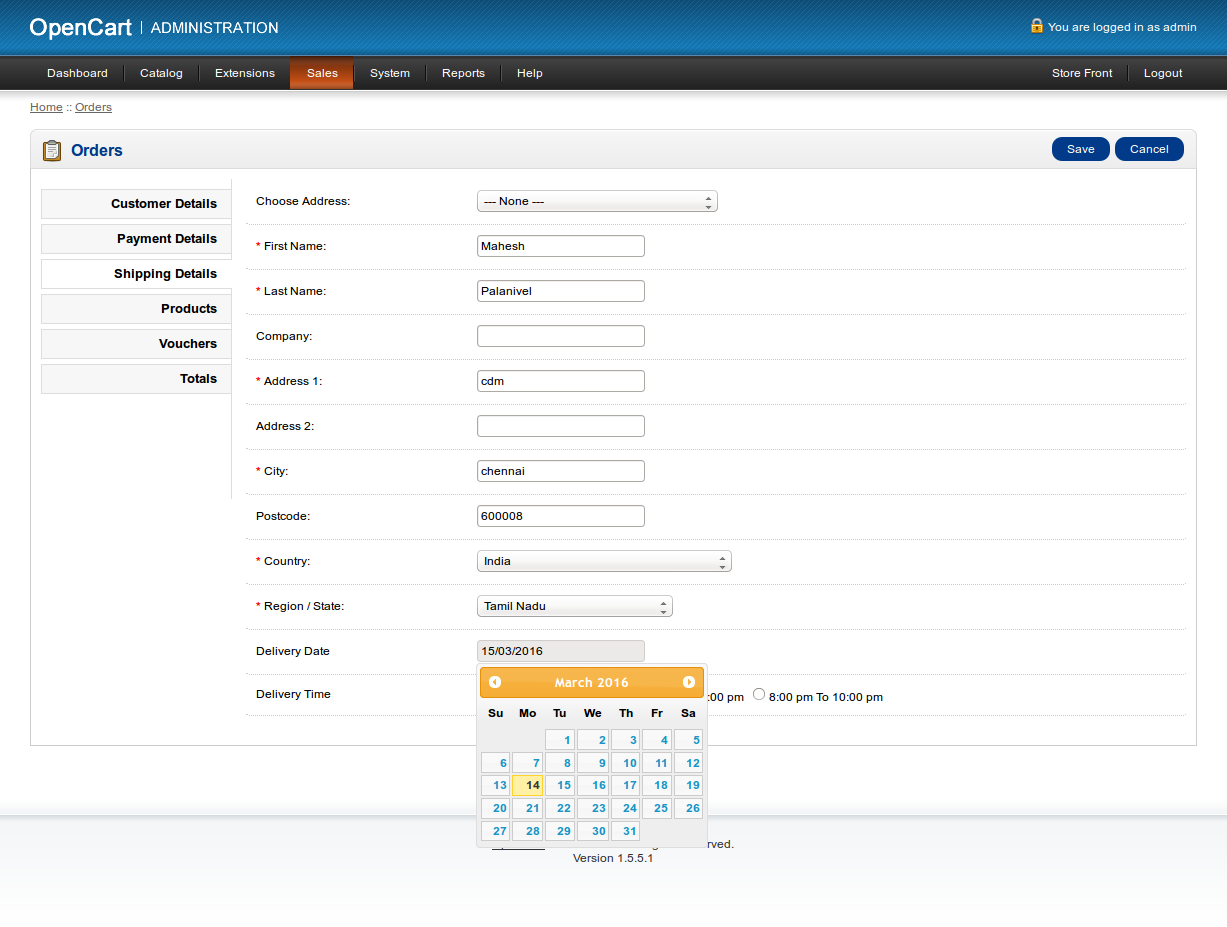 OpenCart | ADMINISTRATION
You are logged in as admin
Dashboard Catalog Extensions Sales System Reports Help Store Front Logout
Home :: Orders
Orders Save Cancel
Customer Details
Payment Details
Shipping Details
Products
Vouchers
Totals
Choose Address: --- None ---
* First Name: Mahesh
* Last Name: Palanivel
Company:
* Address 1: cdm
Address 2:
* City: chennai
Postcode: 600008
* Country: India
* Region / State: Tamil Nadu
Delivery Date 15/03/2016
Delivery Time :00 pm 8:00 pm To 10:00 pm
March 2016
Su Mo Tu We Th Fr Sa
1 2 3 4 5
6 7 8 9 10 11 12
13 14 15 16 17 18 19
20 21 22 23 24 25 26
27 28 29 30 31
rved.
Version 1.5.5.1